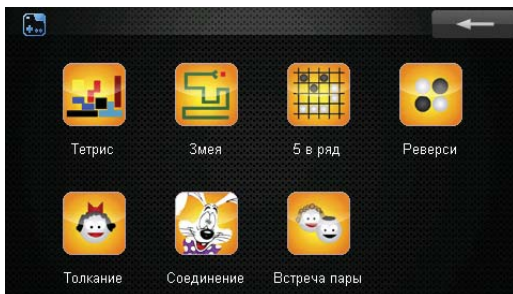 Тетрис
Змея
5 в ряд
Реверси
Толкание
Соединение
Встреча пары